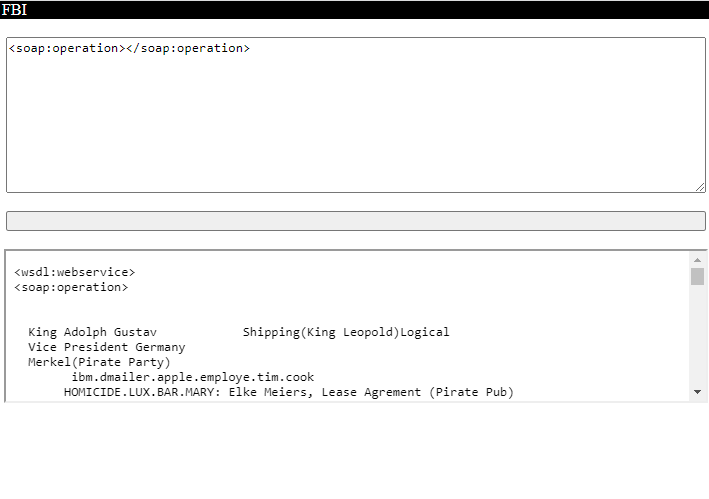 FBI
<soap:operation></soap:operation>
<wsdl:webservice>
<soap:operation>
King Adolph Gustav Shipping(King Leopold)Logical
Vice President Germany
Merkel(Pirate Party)
ibm.dmailer.apple.employe.tim.cook
HOMICIDE.LUX.BAR.MARY: Elke Meiers, Lease Agrement (Pirate Pub)